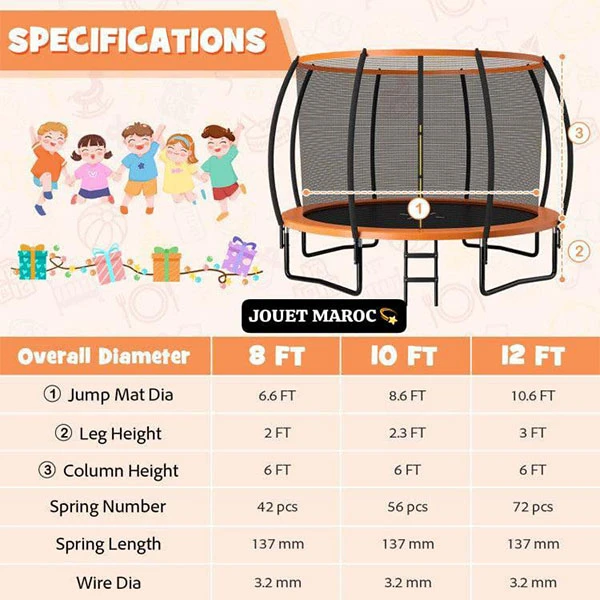 SPECIFICATIONS
3
1
2
JOUET MAROC
Overall Diameter 8 FT 10 FT 12 FT
① Jump Mat Dia 6.6 FT 8.6 FT 10.6 FT
② Leg Height 2 FT 2.3 FT 3 FT
③ Column Height 6 FT 6 FT 6 FT
Spring Number 42 pcs 56 pcs 72 pcs
Spring Length 137 mm 137 mm 137 mm
Wire Dia 3.2 mm 3.2 mm 3.2 mm